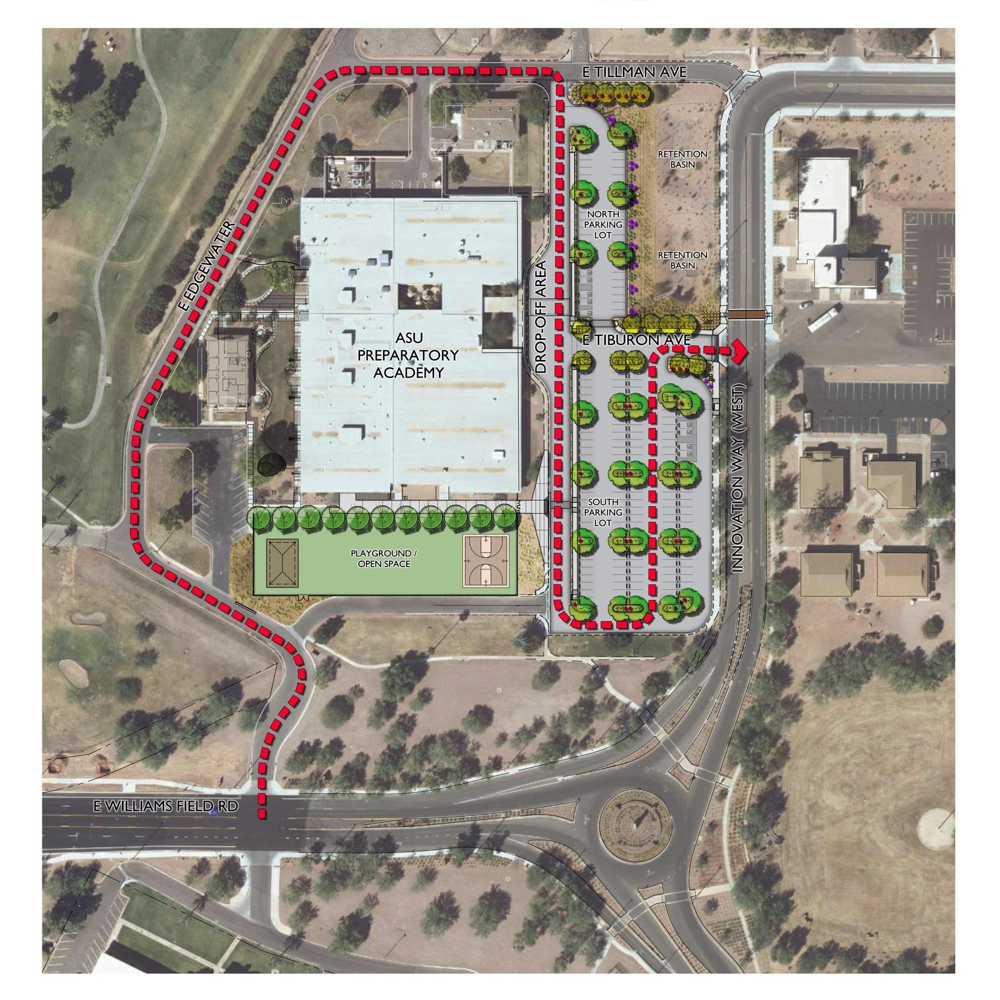 E TILLMAN AVE
RETENTION
BASIN
NORTH
PARKING
LOT
E EDGEWATER
RETENTION
BASIN
DROP-OFF AREA
ASU
PREPARATORY
ACADEMY
E TIBURON AVE
INNOVATION WAY (WEST)
SOUTH
PARKING
LOT
PLAYGROUND /
OPEN SPACE
E WILLIAMS FIELD RD